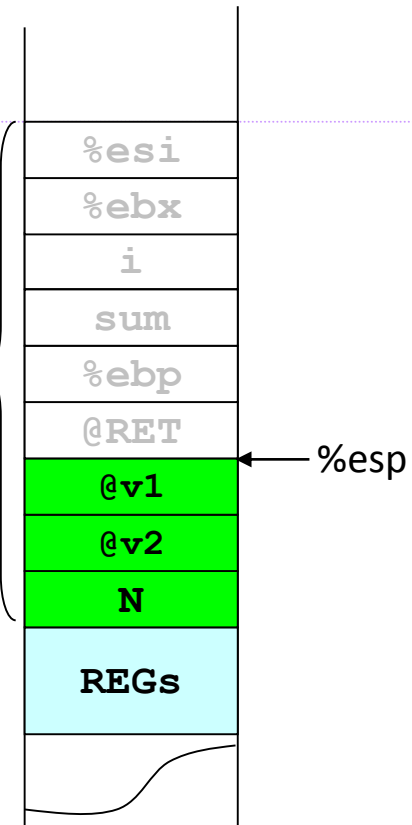 %esi
%ebx
i
sum
%ebp
@RET
%esp
@v1
@v2
N
REGs